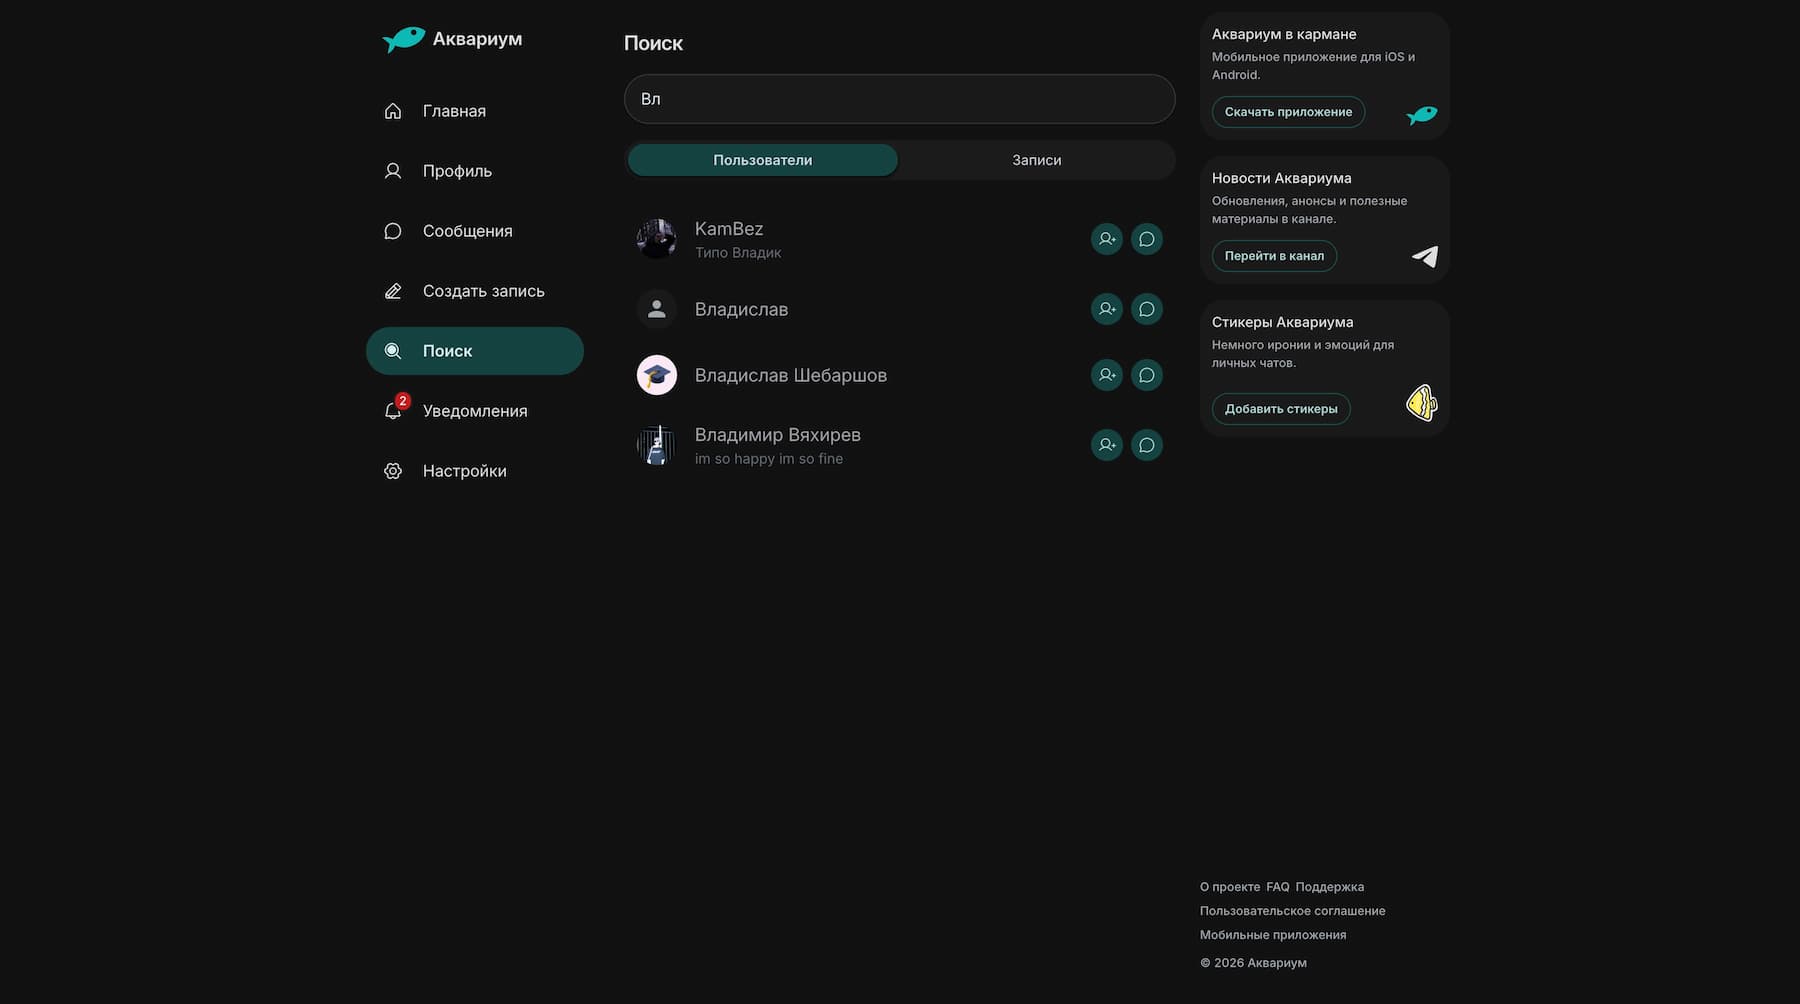 Аквариум
Главная
Профиль
Сообщения
Создать запись
Поиск
2
Уведомления
Настройки
Поиск
Вл
Пользователи
Записи
KamBez
Типо Владик
Владислав
Владислав Шебаршов
Владимир Вяхирев
im so happy im so fine
Аквариум в кармане
Мобильное приложение для iOS и
Android.
Скачать приложение
Новости Аквариума
Обновления, анонсы и полезные
материалы в канале.
Перейти в канал
Стикеры Аквариума
Немного иронии и эмоций для
личных чатов.
Добавить стикеры
О проекте FAQ Поддержка
Пользовательское соглашение
Мобильные приложения
© 2026 Аквариум